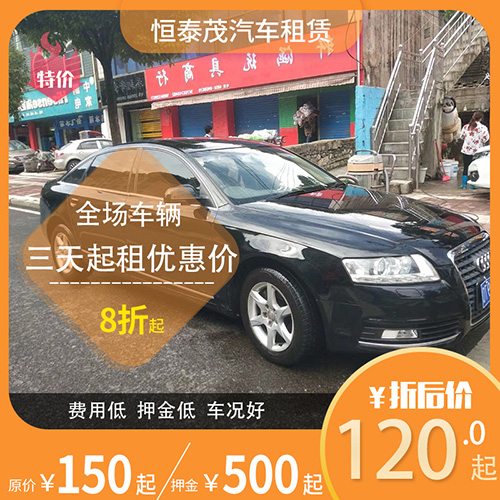 恒泰茂汽车租赁
特价
全场车辆
三天起租优惠价
8折起
费用低 押金低 车况好
¥折后价
原价¥150起/押金¥500起
120.0起